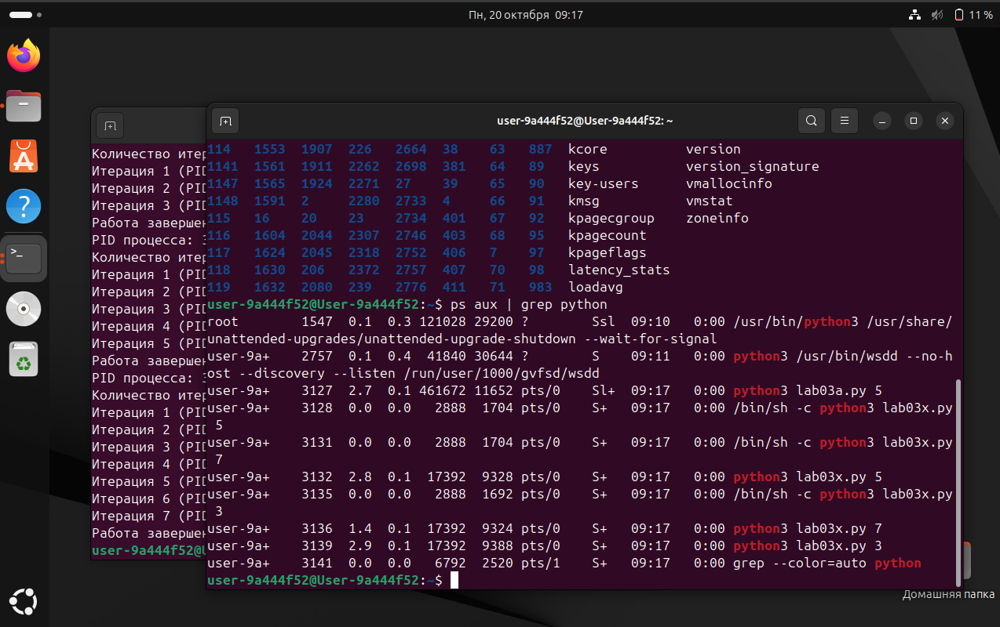 Пн, 20 октября 09:17
11 %
Количество итер
Итерация 1 (PID
Итерация 2 (PID
Итерация 3 (PID
Работа завершен
PID процесса: 3
Количество итер
Итерация 1 (PID
Итерация 2 (PID
Итерация 3 (PID
Итерация 4 (PID
Итерация 5 (PID
Работа завершен
PID процесса: 3
Количество итер
Итерация 1 (PID
Итерация 2 (PID
Итерация 3 (PID
Итерация 4 (PID
Итерация 5 (PID
Итерация 6 (PID
Итерация 7 (PID
Работа завершен
user-9a444f52@U
user-9a444f52@User-9a444f52: ~
114 1553 1907 226 2664 38 63 887 kcore version
1141 1561 1911 2262 2698 381 64 89 keys version_signature
1147 1565 1924 2271 27 39 65 90 key-users vmallocinfo
1148 1591 2 2280 2733 4 66 91 kmsg vmstat
115 16 20 23 2734 401 67 92 kpagecgroup zoneinfo
116 1604 2044 2307 2746 403 68 95 kpagecount
117 1624 2045 2318 2752 406 7 97 kpageflags
118 1630 206 2372 2757 407 70 98 latency_stats
119 1632 2080 239 2776 411 71 983 loadavg
user-9a444f52@User-9a444f52:~$ ps aux | grep python
root 1547 0.1 0.3 121028 29200 ? Ssl 09:10 0:00 /usr/bin/python3 /usr/share/
unattended-upgrades/unattended-upgrade-shutdown --wait-for-signal
user-9a+ 2757 0.1 0.4 41840 30644 ? S 09:11 0:00 python3 /usr/bin/wsdd --no-h
ost --discovery --listen /run/user/1000/gvfsd/wsdd
user-9a+ 3127 2.7 0.1 461672 11652 pts/0 Sl+ 09:17 0:00 python3 lab03a.py 5
user-9a+ 3128 0.0 0.0 2888 1704 pts/0 S+ 09:17 0:00 /bin/sh -c python3 lab03x.py
5
user-9a+ 3131 0.0 0.0 2888 1704 pts/0 S+ 09:17 0:00 /bin/sh -c python3 lab03x.py
7
user-9a+ 3132 2.8 0.1 17392 9328 pts/0 S+ 09:17 0:00 python3 lab03x.py 5
user-9a+ 3135 0.0 0.0 2888 1692 pts/0 S+ 09:17 0:00 /bin/sh -c python3 lab03x.py
3
user-9a+ 3136 1.4 0.1 17392 9324 pts/0 S+ 09:17 0:00 python3 lab03x.py 7
user-9a+ 3139 2.9 0.1 17392 9388 pts/0 S+ 09:17 0:00 python3 lab03x.py 3
user-9a+ 3141 0.0 0.0 6792 2520 pts/1 S+ 09:17 0:00 grep --color=auto python
user-9a444f52@User-9a444f52:~$
Домашняя папка